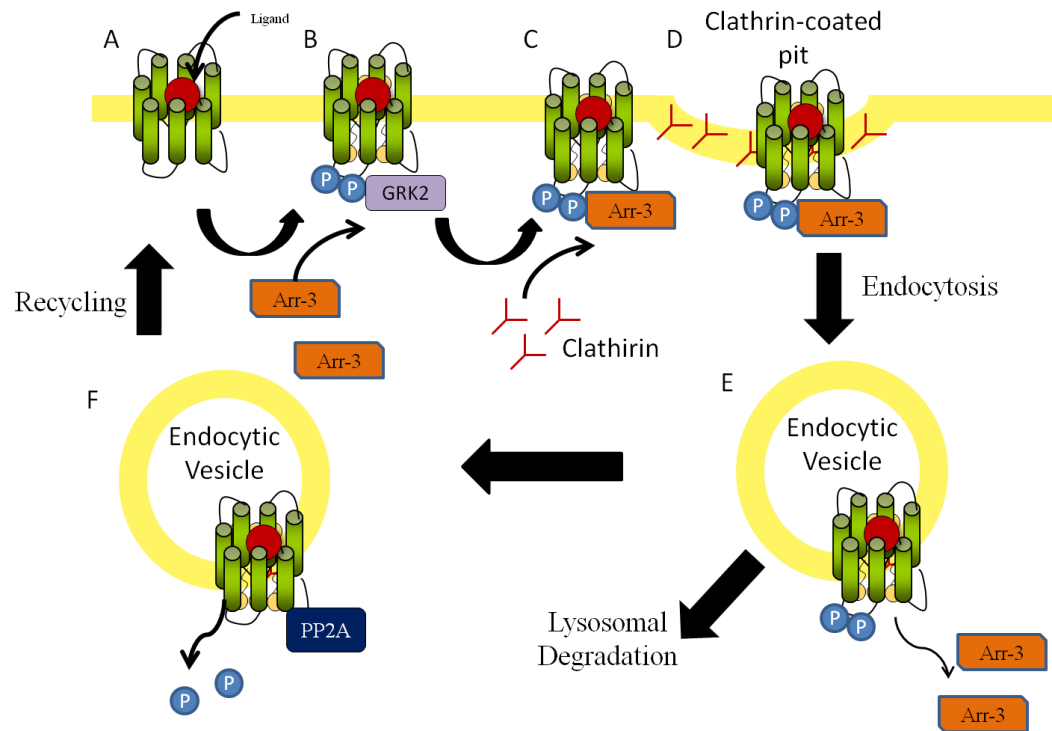 A
Ligand
B
C
D
Clathrin-coated
pit
P
P
GRK2
P
P
Arr-3
P
P
Arr-3
Recycling
Arr-3
Arr-3
Clathirin
Endocytosis
F
Endocytic
Vesicle
E
Endocytic
Vesicle
PP2A
P
P
Lysosomal
Degradation
P
P
Arr-3
Arr-3